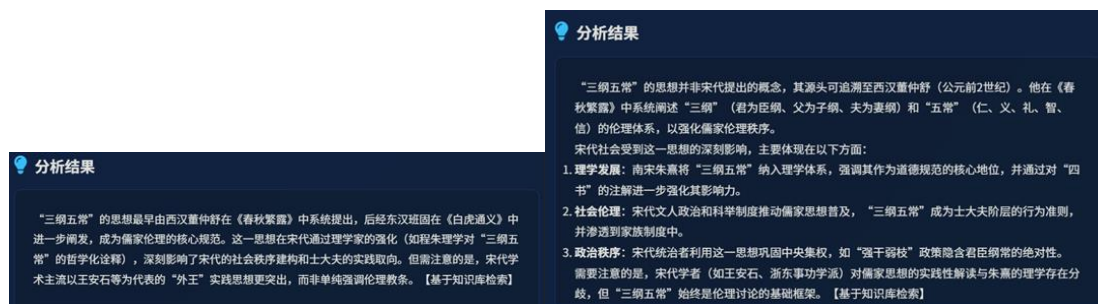 分析结果
“三纲五常”的思想最早由西汉董仲舒在《春秋繁露》中系统提出，后经东汉班固在《白虎通义》中
进一步阐发，成为儒家伦理的核心规范。这一思想在宋代通过理学家的强化（如程朱理学对“三纲五
常”的哲学化诠释），深刻影响了宋代的社会秩序建构和士大夫的实践取向。但需注意的是，宋代学
术主流以王安石等为代表的“外王”实践思想更突出，而非单纯强调伦理教条。【基于知识库检索】
分析结果
“三纲五常”的思想并非宋代提出的概念，其源头可追溯至西汉董仲舒（公元前2世纪）。他在《春
秋繁露》中系统阐述“三纲”（君为臣纲、父为子纲、夫为妻纲）和“五常”（仁、义、礼、智、
信）的伦理体系，以强化儒家伦理秩序。
宋代社会受到这一思想的深刻影响，主要体现在以下方面：
1. 理学发展：南宋朱熹将“三纲五常”纳入理学体系，强调其作为道德规范的核心地位，并通过对“四
书”的注解进一步强化其影响力。
2. 社会伦理：宋代文人政治和科举制度推动儒家思想普及，“三纲五常”成为士大夫阶层的行为准则，
并渗透到家族制度中。
3. 政治秩序：宋代统治者利用这一思想巩固中央集权，如“强干弱枝”政策隐含君臣纲常的绝对性。
需要注意的是，宋代学者（如王安石、浙东事功学派）对儒家思想的实践性解读与朱熹的理学存在分
歧，但“三纲五常”始终是伦理讨论的基础框架。【基于知识库检索】